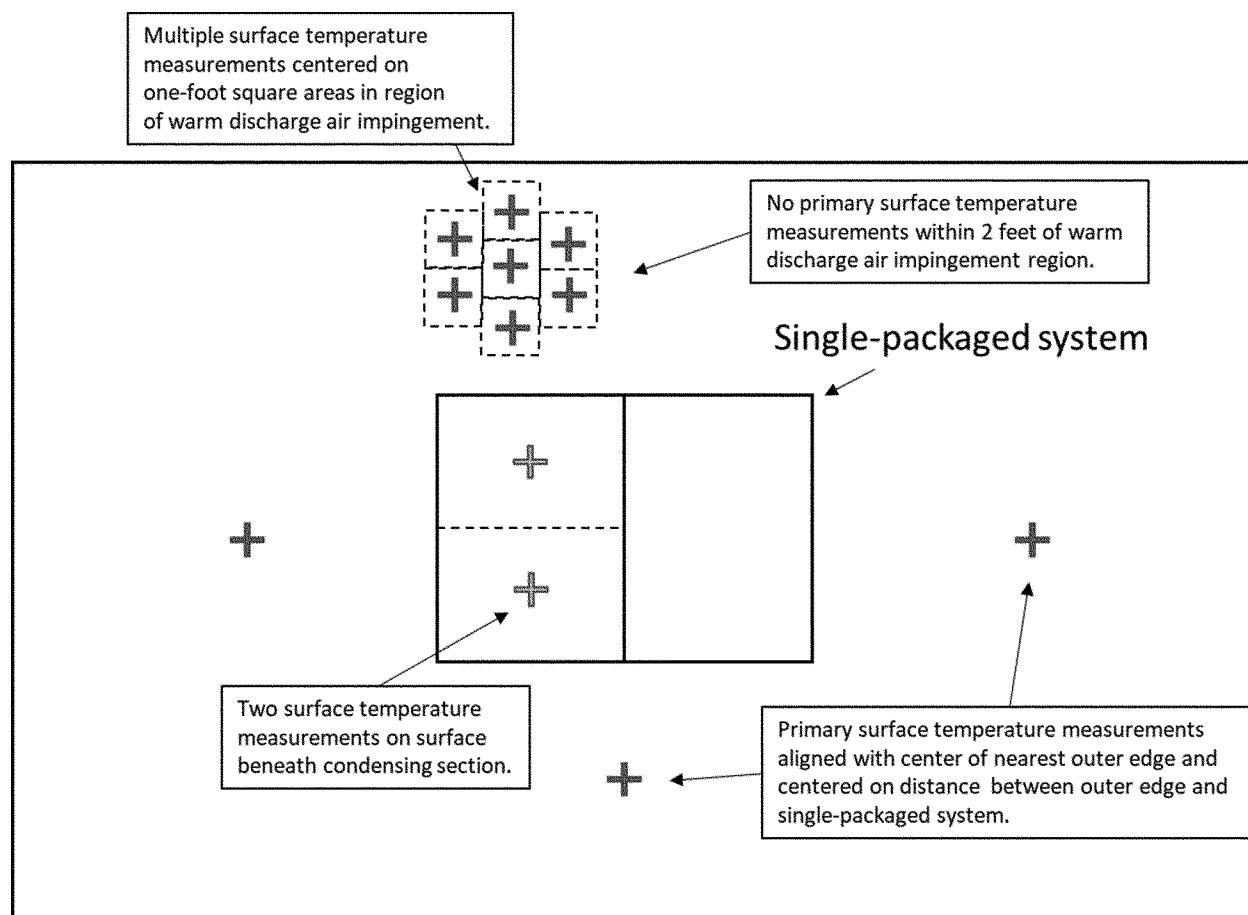 Multiple surface temperature
measurements centered on
one-foot square areas in region
of warm discharge air impingement.
No primary surface temperature
measurements within 2 feet of warm
discharge air impingement region.
Single-packaged system
Two surface temperature
measurements on surface
beneath condensing section.
Primary surface temperature measurements
aligned with center of nearest outer edge and
centered on distance between outer edge and
single-packaged system.